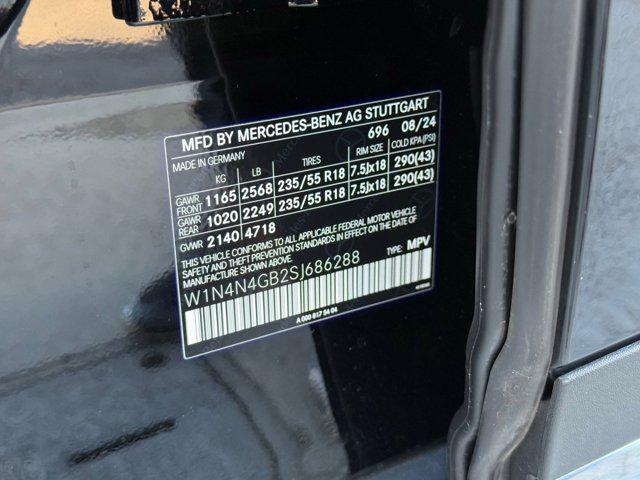 MFD BY MERCEDES-BENZ AG STUTTGART
696 08/24
MADE IN GERMANY
KG LB TIRES RIM SIZE COLD KPA (PSI)
GAWR FRONT 1165 2568 235/55 R18 7.5Jx18 290(43)
GAWR REAR 1020 2249 235/55 R18 7.5Jx18 290(43)
GVWR 2140 4718
THIS VEHICLE CONFORMS TO ALL APPLICABLE FEDERAL MOTOR VEHICLE
SAFETY AND THEFT PREVENTION STANDARDS IN EFFECT ON THE DATE
OF MANUFACTURE SHOWN ABOVE.
W1N4N4GB2SJ686288 TYPE: MPV
A 000 817 54 04